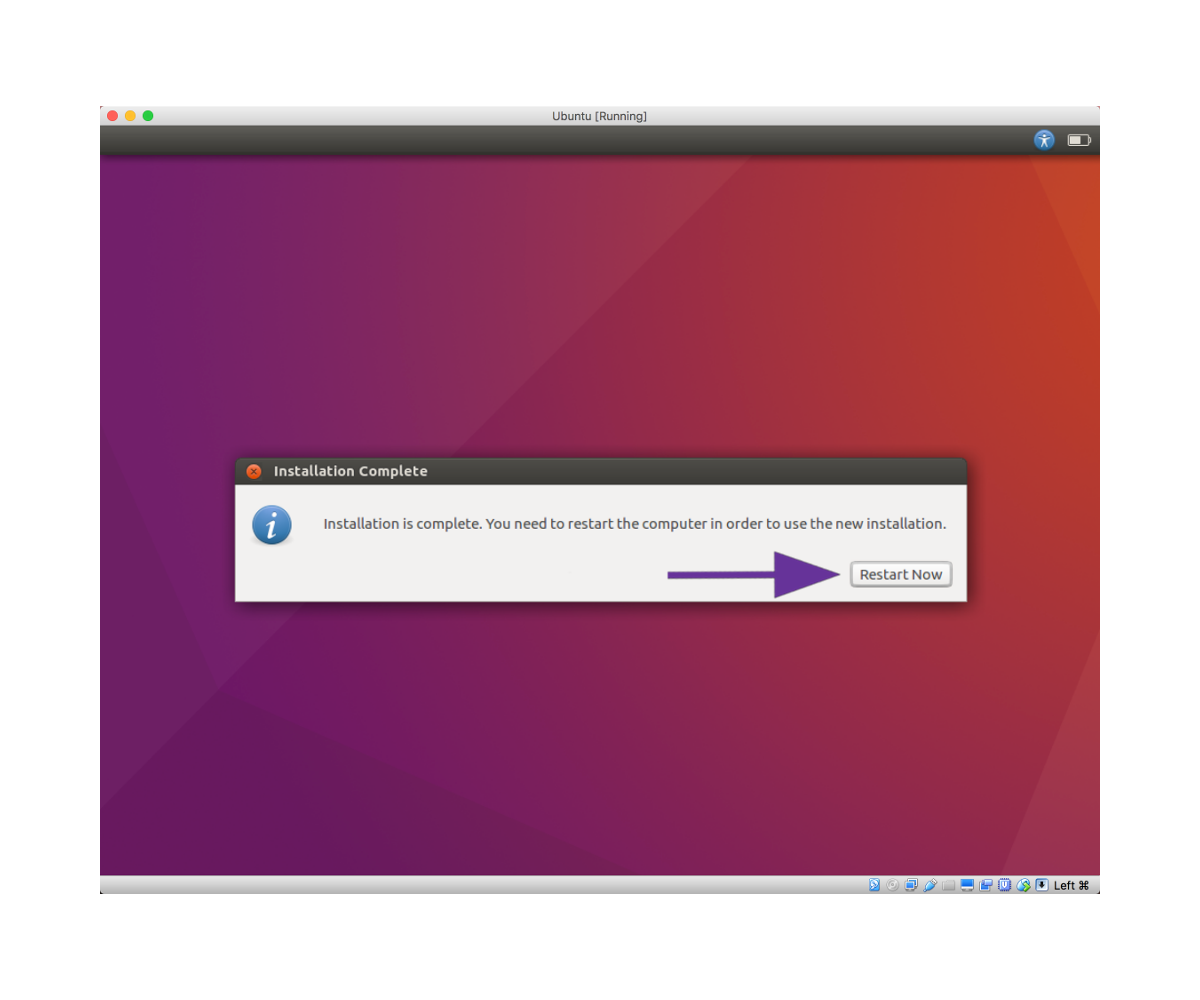 Ubuntu [Running]
Installation Complete
Installation is complete. You need to restart the computer in order to use the new installation.
Restart Now
Left ⌘